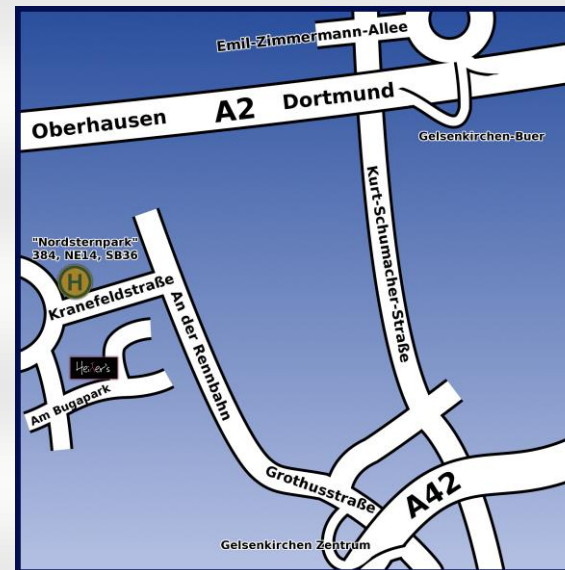 Emil-Zimmermann-Allee
Oberhausen A2 Dortmund
Gelsenkirchen-Buer
Kurt-Schumacher-Straße
"Nordsternpark"
384, NE14, SB36
H
Kranefeldstraße
An der Rennbahn
Heiner's
Am Bugapark
Grothusstraße
A42
Gelsenkirchen Zentrum